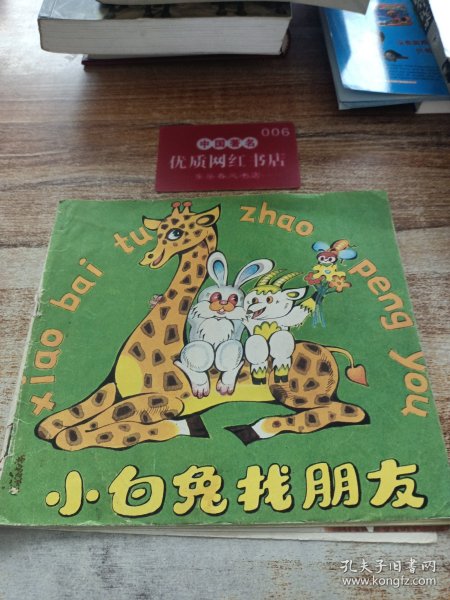 006
中国著名
优质网红书店
xiao bai tu zhao peng you
小白兔找朋友
孔夫子旧书网
www.kongfz.com